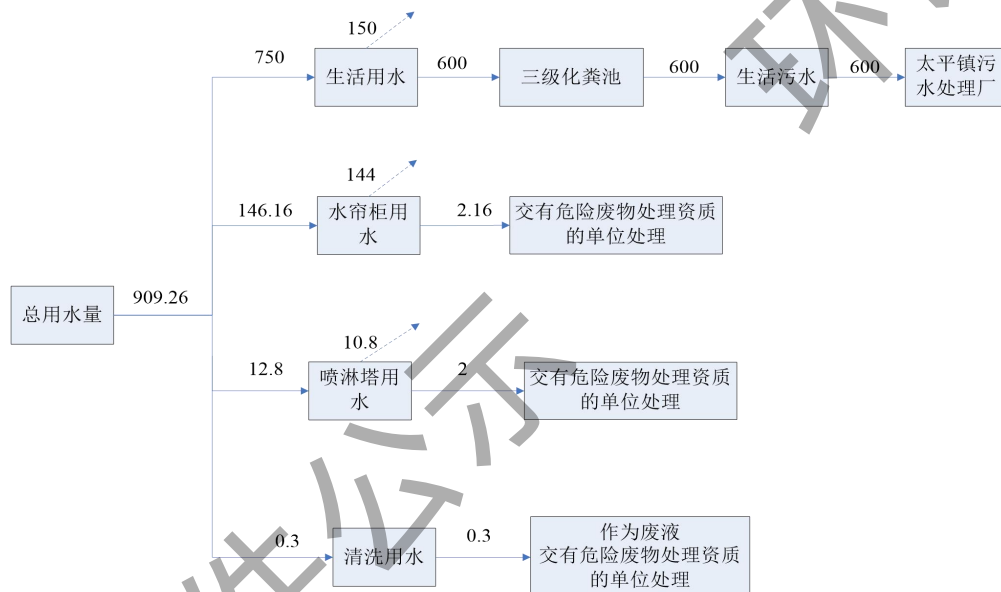 150
750
生活用水
600
三级化粪池
600
生活污水
600
太平镇污
水处理厂
144
146.16
水帘柜用
水
2.16
交有危险废物处理资质
的单位处理
总用水量
909.26
10.8
12.8
喷淋塔用
水
2
交有危险废物处理资质
的单位处理
0.3
清洗用水
0.3
作为废液
交有危险废物处理资质
的单位处理
件公示
环